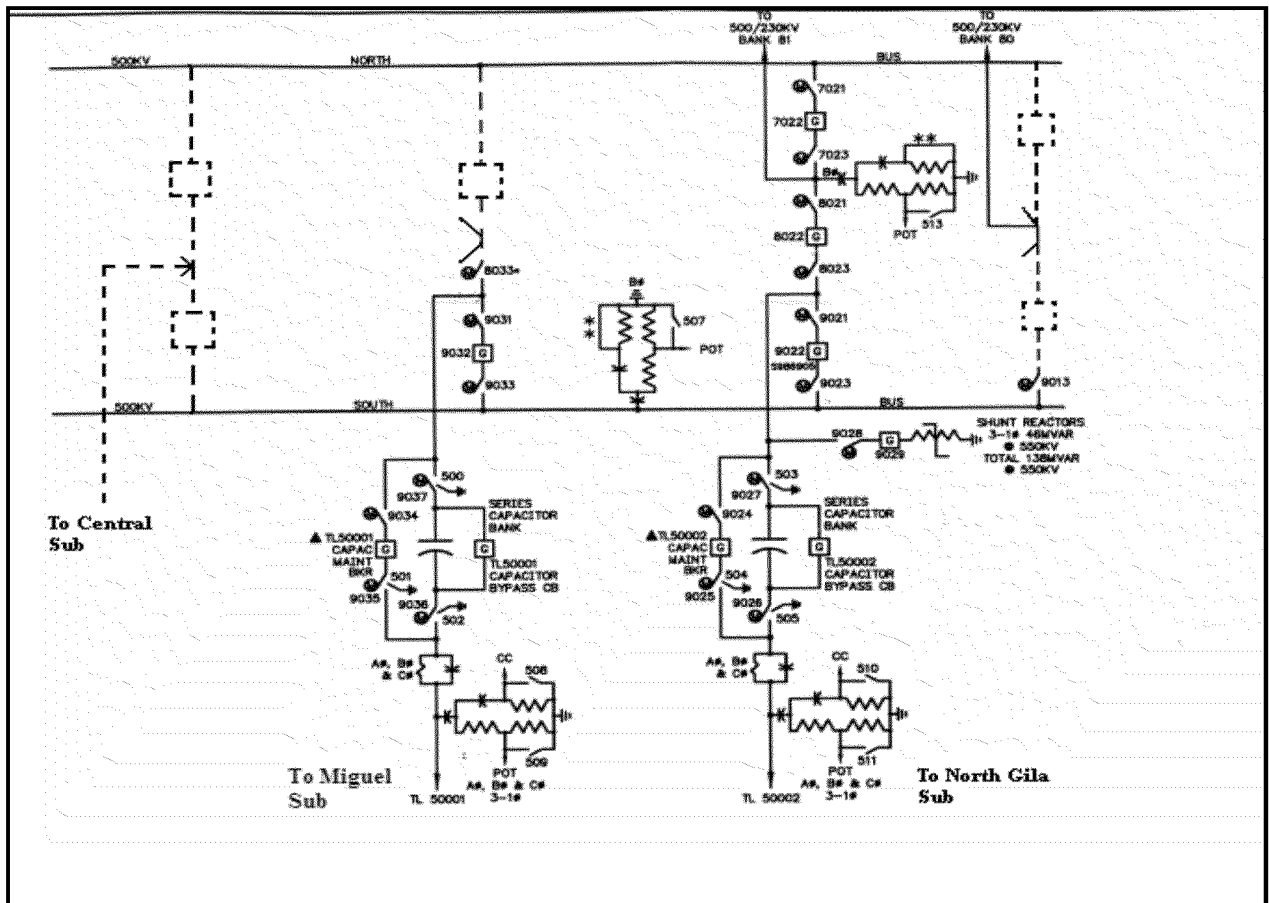 TO
500/230KV
BANK 81
TO
500/230KV
BANK 80
500KV
NORTH
BUS
7021
7022
G
7023
B#
**
8021
513
POT
8022
G
8023
8033*
B#
507
POT
**
9031
9032
G
9033
9021
9022
G
9023
9013
500KV
SOUTH
BUS
9028
G
9029
SHUNT REACTORS
3-1# 46MVAR
@ 550KV
TOTAL 138MVAR
@ 550KV
To Central
Sub
500
9037
9034
SERIES
CAPACITOR
BANK
TL50001
CAPAC
MAINT
BKR
G
G
501
9035
9036
502
TL50001
CAPACITOR
BYPASS CB
503
9027
9024
SERIES
CAPACITOR
BANK
TL50002
CAPAC
MAINT
BKR
G
G
504
9025
9026
505
TL50002
CAPACITOR
BYPASS CB
A#, B#
& C#
CC
508
509
POT
A#, B# & C#
3-1#
TL 50001
To Miguel
Sub
A#, B#
& C#
CC
510
511
POT
A#, B# & C#
3-1#
TL 50002
To North Gila
Sub